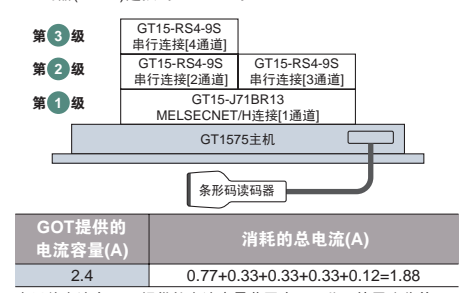 第3级
GT15-RS4-9S
串行连接[4通道]
第2级
GT15-RS4-9S
串行连接[2通道]
GT15-RS4-9S
串行连接[3通道]
第1级
GT15-J71BR13
MELSECNET/H连接[1通道]
GT1575主机
条形码读码器
GOT提供的
电流容量(A)
消耗的总电流(A)
2.4
0.77+0.33+0.33+0.33+0.12=1.88